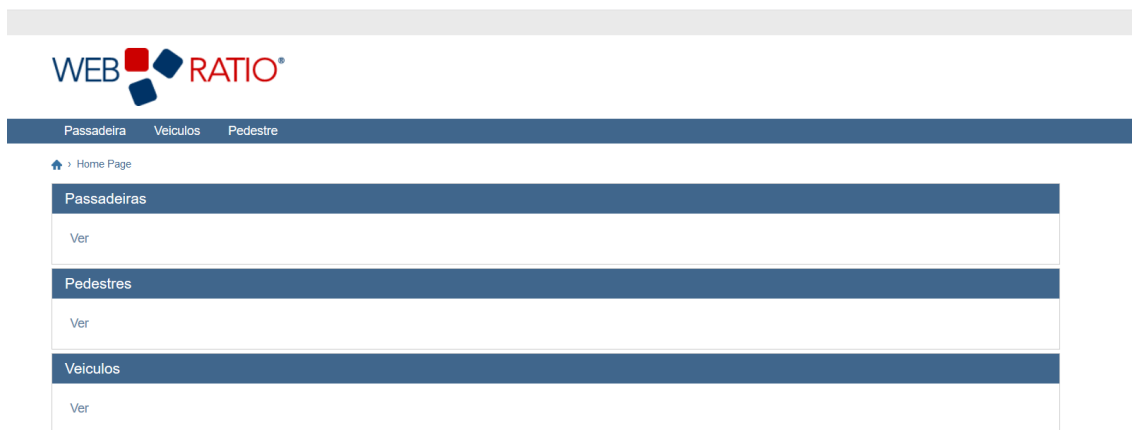 WEB RATIO®
Passadeira Veiculos Pedestre
› Home Page
Passadeiras
Ver
Pedestres
Ver
Veiculos
Ver